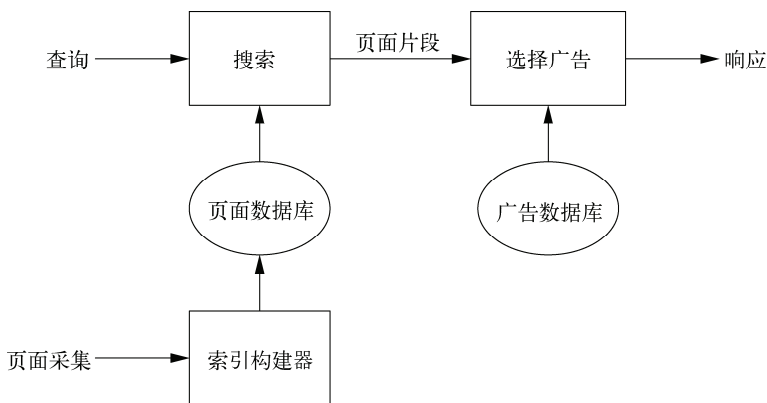 页面片段
查询
搜索
选择广告
响应
页面数据库
广告数据库
页面采集
索引构建器